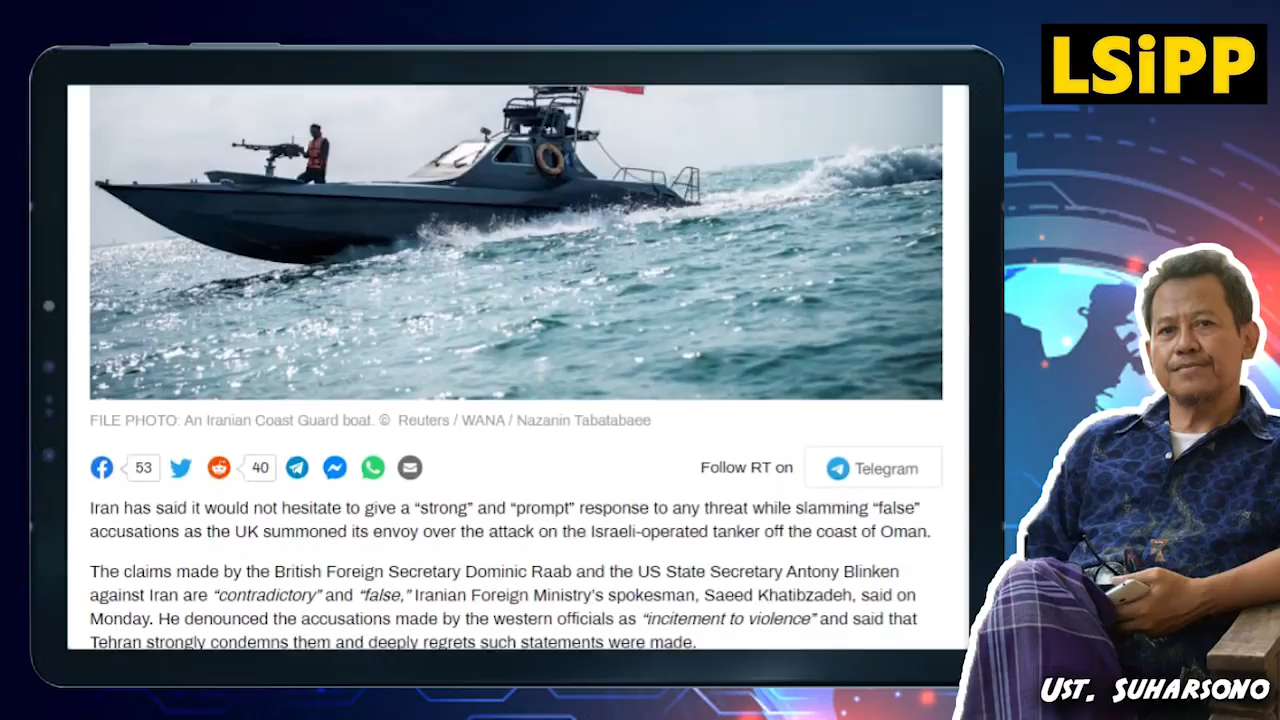 LSiPP
FILE PHOTO: An Iranian Coast Guard boat. © Reuters / WANA / Nazanin Tabatabaee
53
40
Follow RT on
Telegram
Iran has said it would not hesitate to give a “strong” and “prompt” response to any threat while slamming “false”
accusations as the UK summoned its envoy over the attack on the Israeli-operated tanker off the coast of Oman.
The claims made by the British Foreign Secretary Dominic Raab and the US State Secretary Antony Blinken
against Iran are “contradictory” and “false,” Iranian Foreign Ministry’s spokesman, Saeed Khatibzadeh, said on
Monday. He denounced the accusations made by the western officials as “incitement to violence” and said that
Tehran strongly condemns them and deeply regrets such statements were made.
UST. SUHARSONO